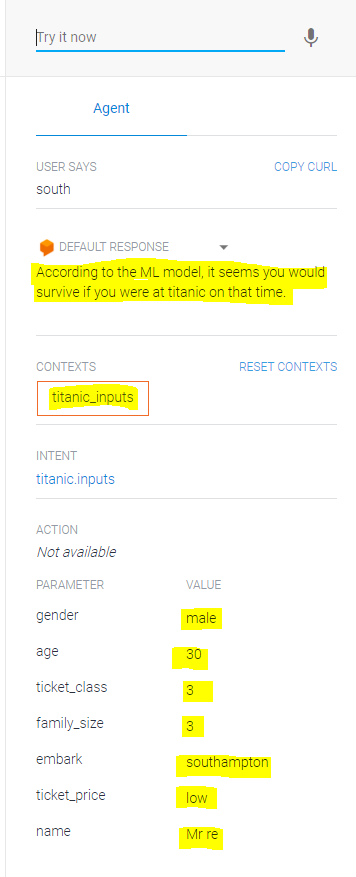 Try it now
Agent
USER SAYS COPY CURL
south
DEFAULT RESPONSE
According to the ML model, it seems you would
survive if you were at titanic on that time.
CONTEXTS RESET CONTEXTS
titanic_inputs
INTENT
titanic.inputs
ACTION
Not available
PARAMETER VALUE
gender male
age 30
ticket_class 3
family_size 3
embark southampton
ticket_price low
name Mr re